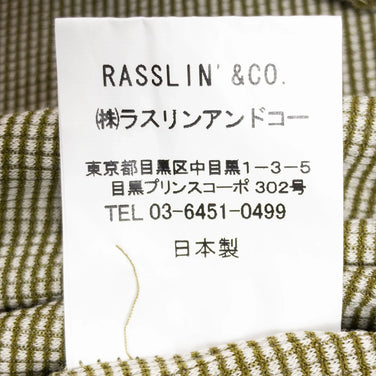 RASSLIN' &CO.
㈱ラスリンアンドコー
東京都目黒区中目黒1-3-5
目黒プリンスコーポ 302号
TEL 03-6451-0499
日本製